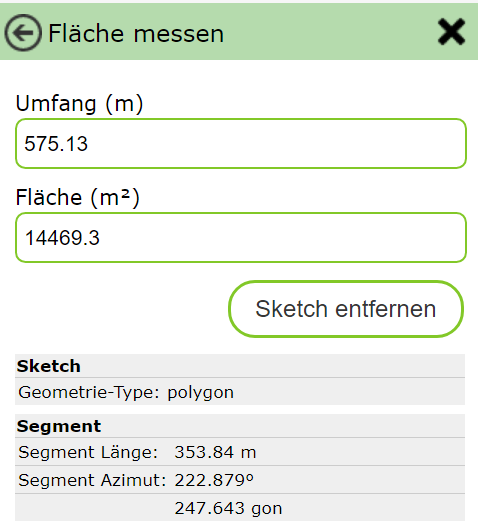 Fläche messen
Umfang (m)
575.13
Fläche (m²)
14469.3
Sketch entfernen
Sketch
Geometrie-Type: polygon
Segment
Segment Länge: 353.84 m
Segment Azimut: 222.879º
247.643 gon